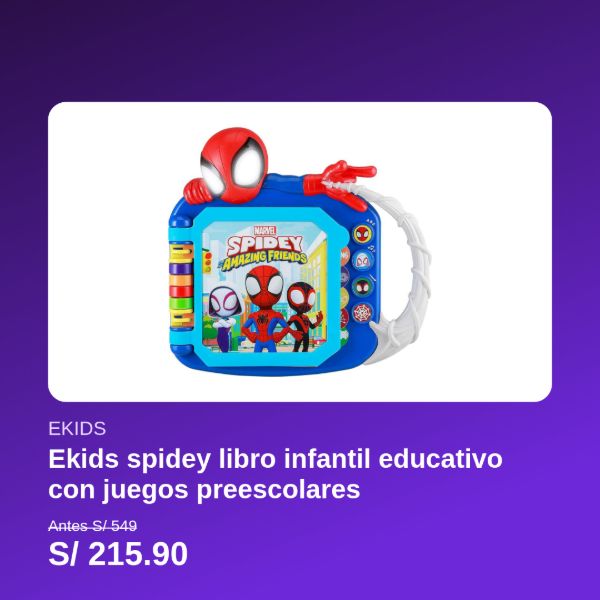 MARVEL
SPIDEY
AMAZING FRIENDS
EKIDS
Ekids spidey libro infantil educativo
con juegos preescolares
Antes S/ 549
S/ 215.90